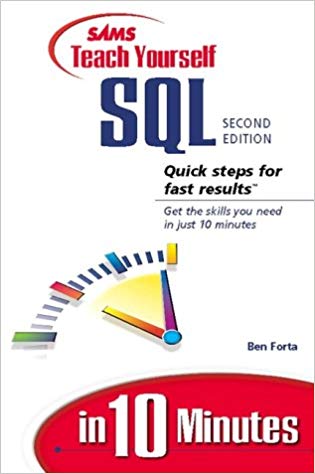 SAMS
Teach Yourself
SQL
SECOND
EDITION
Quick steps for
fast results™
Get the skills you need
in just 10 minutes
Ben Forta
in 10 Minutes